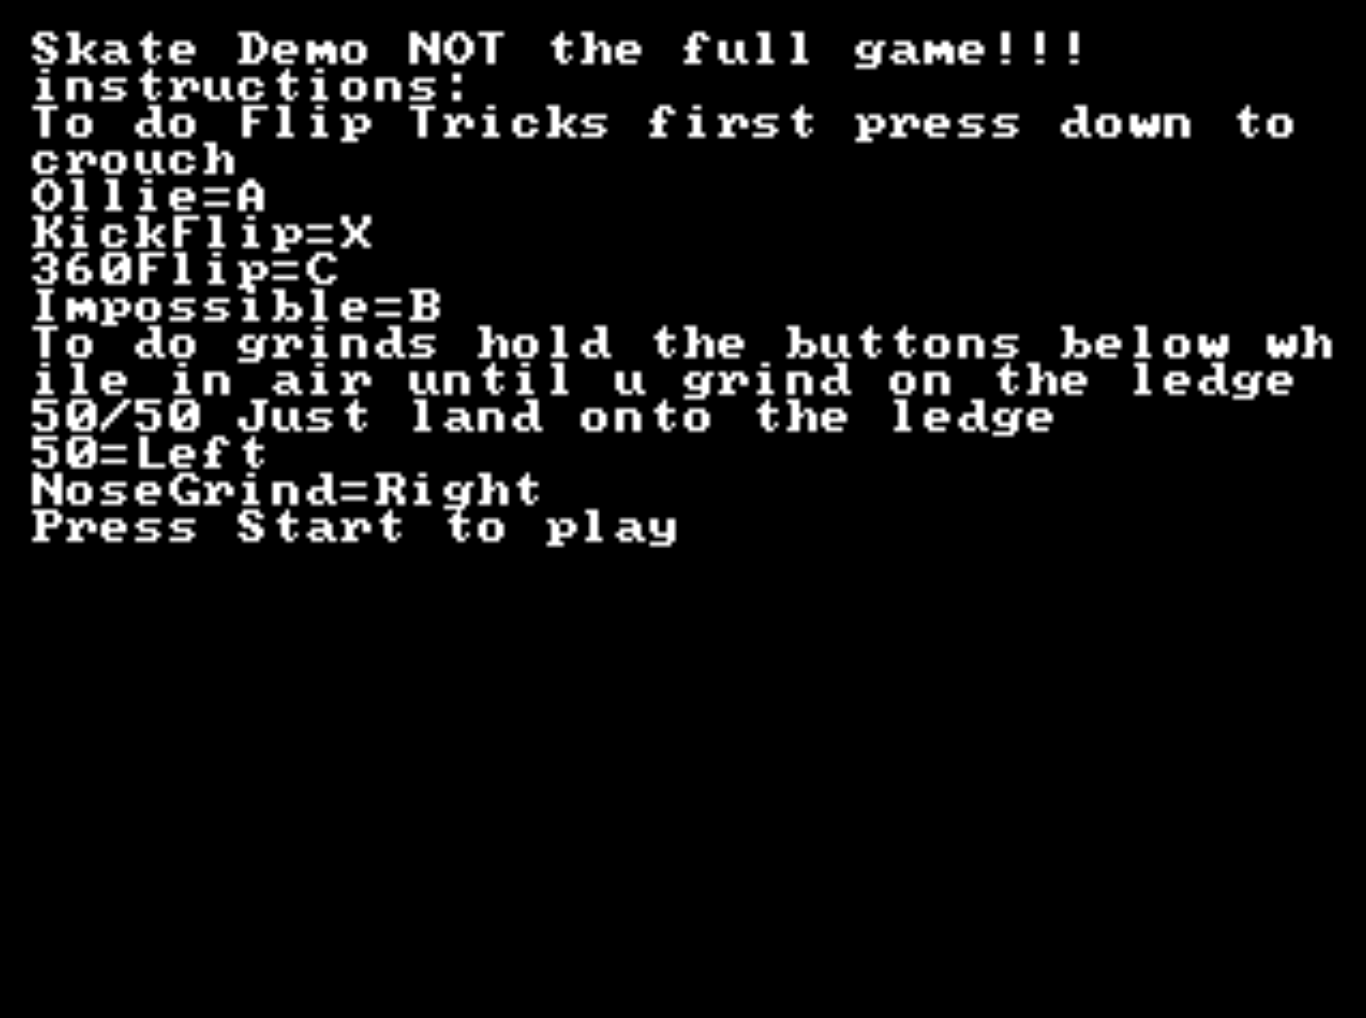 Skate Demo NOT the full game!!!
instructions:
To do Flip Tricks first press down to
crouch
Ollie=A
KickFlip=X
360Flip=C
Impossible=B
To do grinds hold the buttons below wh
ile in air until u grind on the ledge
50/50 Just land onto the ledge
50=Left
NoseGrind=Right
Press Start to play